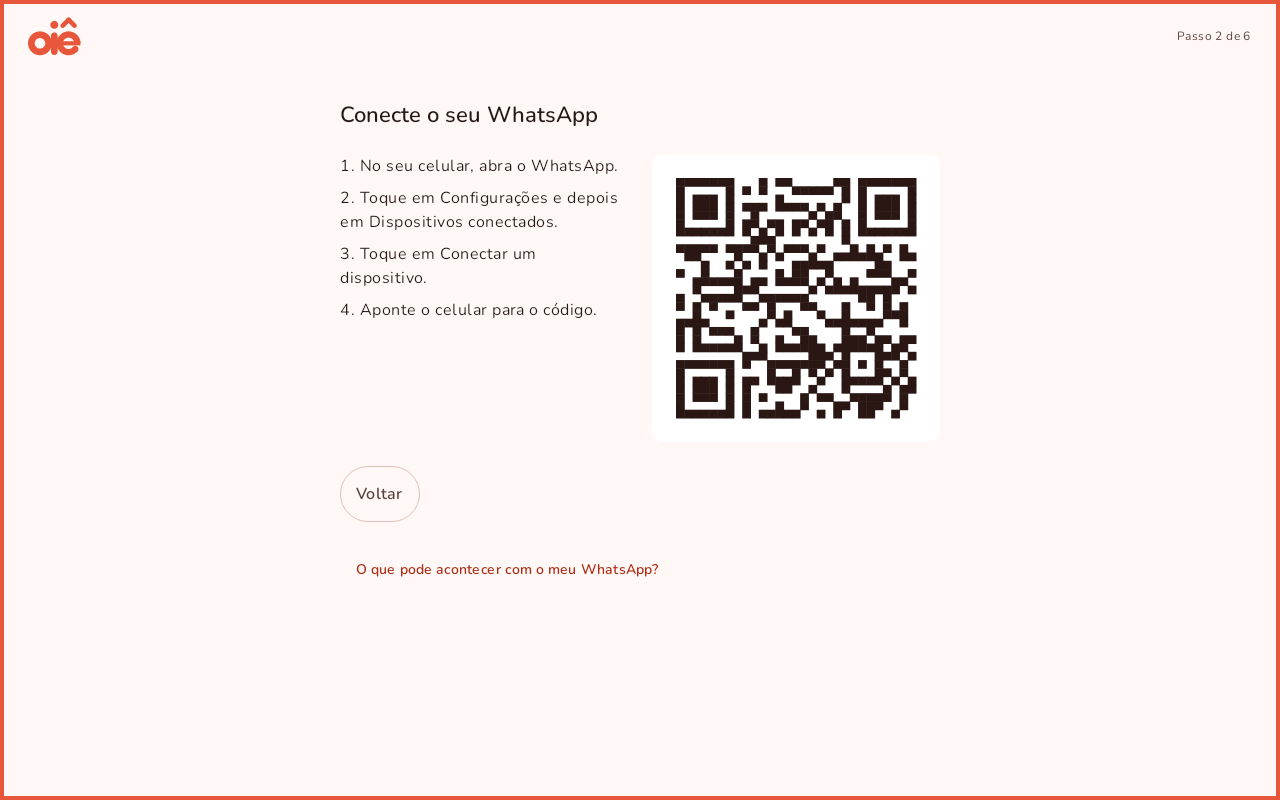 oiê
Passo 2 de 6
Conecte o seu WhatsApp
1. No seu celular, abra o WhatsApp.
2. Toque em Configurações e depois
em Dispositivos conectados.
3. Toque em Conectar um
dispositivo.
4. Aponte o celular para o código.
Voltar
O que pode acontecer com o meu WhatsApp?